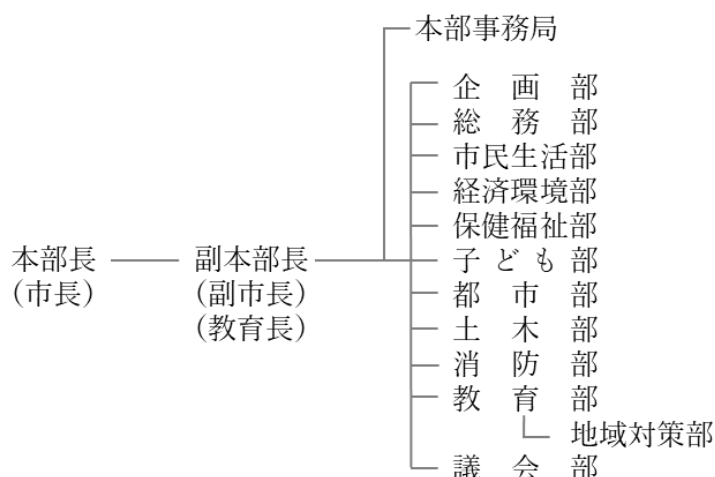 本部事務局
企画部
総務部
市民生活部
経済環境部
保健福祉部
本部長
副本部長
子ども部
(市長)
(副市長)
都市部
(教育長)
土木部
消防部
教育部
地域対策部
議会部